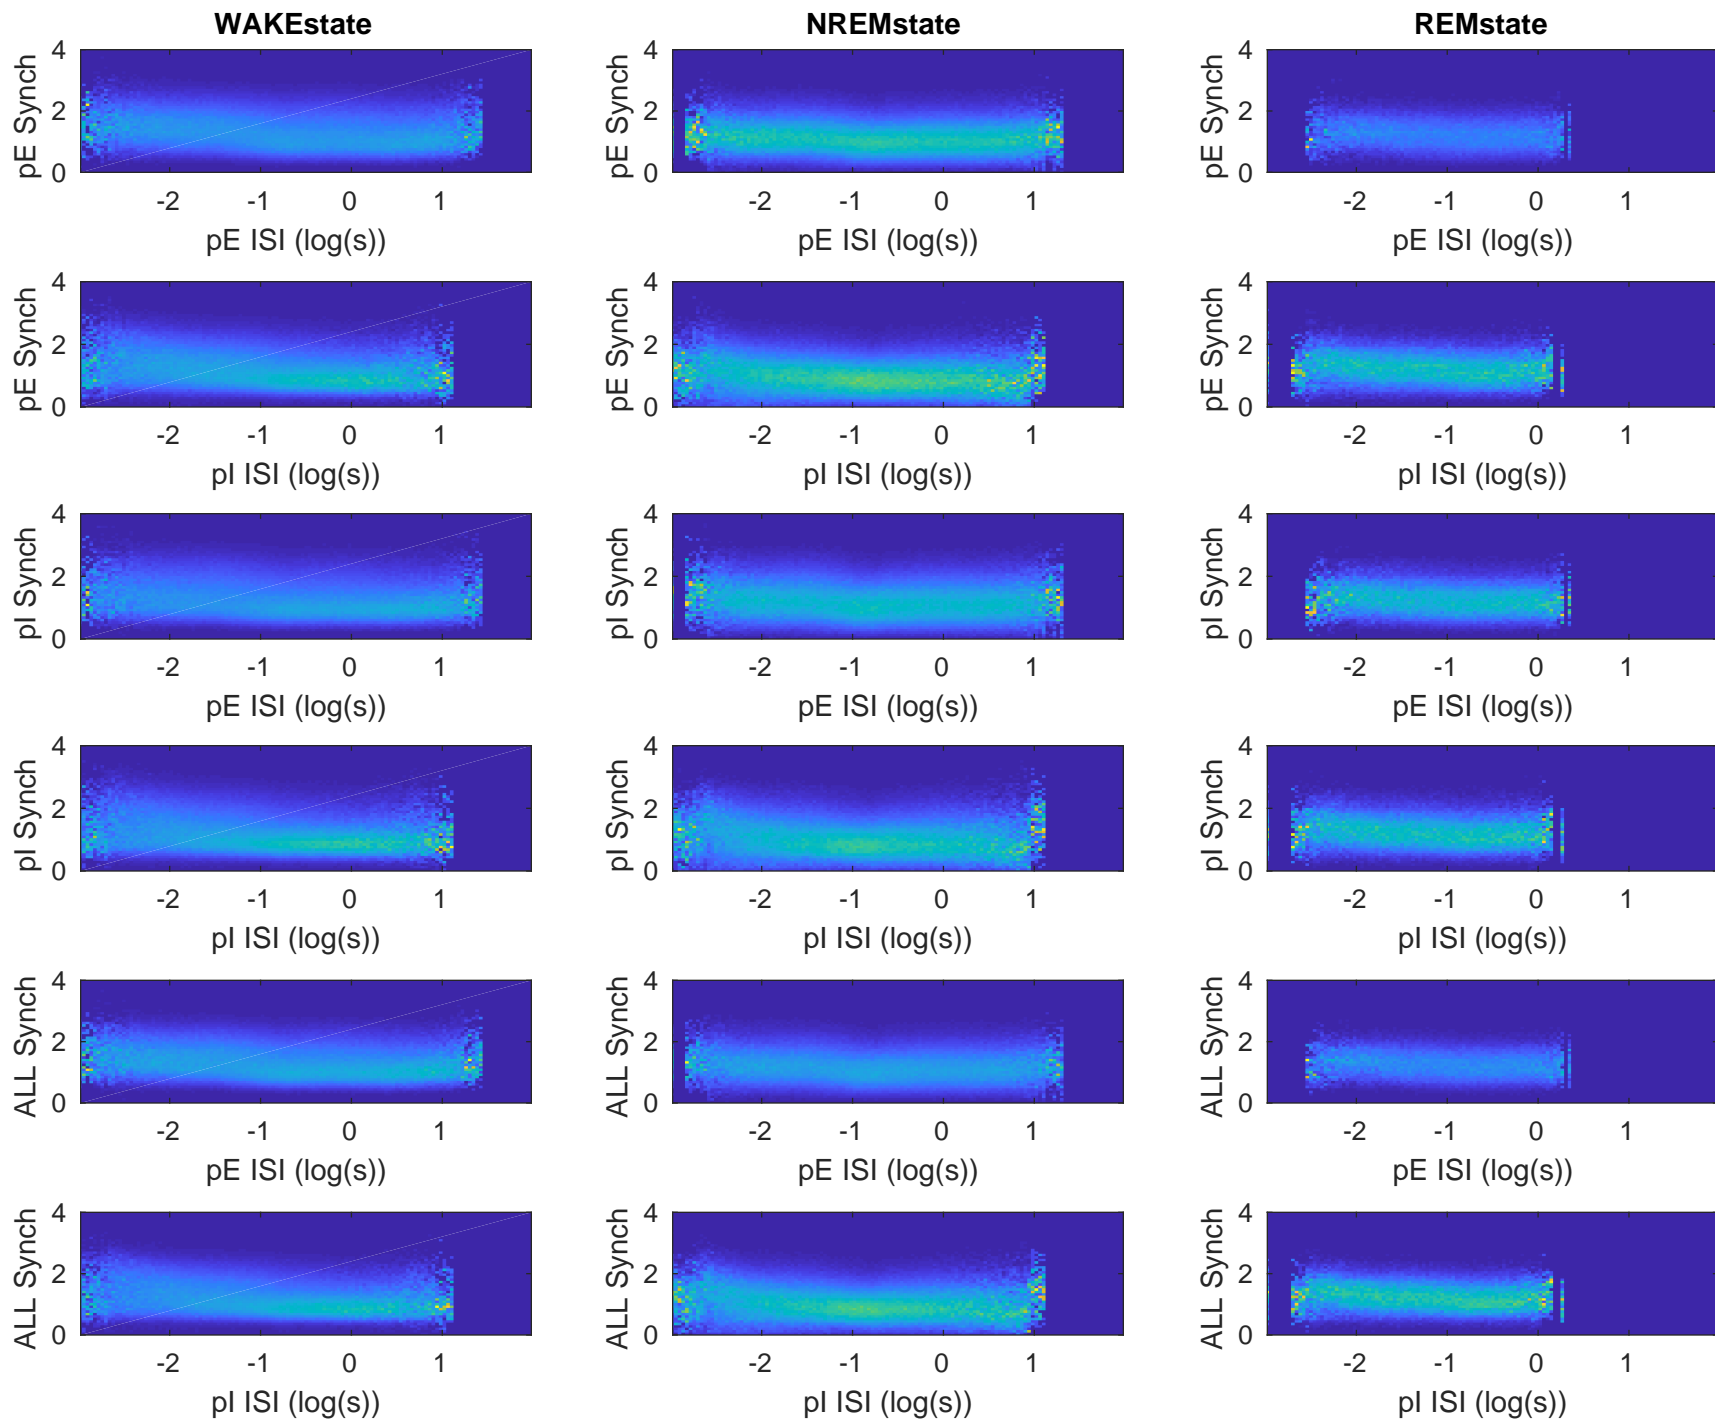 WAKEstate NREMstate REMstate
pE Synch 4 2 0 pE Synch 4 2 0 pE Synch 4 2 0
-2 -1 0 1 -2 -1 0 1 -2 -1 0 1
pE ISI (log(s)) pE ISI (log(s)) pE ISI (log(s))
pE Synch 4 2 0 pE Synch 4 2 0 pE Synch 4 2 0
-2 -1 0 1 -2 -1 0 1 -2 -1 0 1
pI ISI (log(s)) pI ISI (log(s)) pI ISI (log(s))
pI Synch 4 2 0 pI Synch 4 2 0 pI Synch 4 2 0
-2 -1 0 1 -2 -1 0 1 -2 -1 0 1
pE ISI (log(s)) pE ISI (log(s)) pE ISI (log(s))
pI Synch 4 2 0 pI Synch 4 2 0 pI Synch 4 2 0
-2 -1 0 1 -2 -1 0 1 -2 -1 0 1
pI ISI (log(s)) pI ISI (log(s)) pI ISI (log(s))
ALL Synch 4 2 0 ALL Synch 4 2 0 ALL Synch 4 2 0
-2 -1 0 1 -2 -1 0 1 -2 -1 0 1
pE ISI (log(s)) pE ISI (log(s)) pE ISI (log(s))
ALL Synch 4 2 0 ALL Synch 4 2 0 ALL Synch 4 2 0
-2 -1 0 1 -2 -1 0 1 -2 -1 0 1
pI ISI (log(s)) pI ISI (log(s)) pI ISI (log(s))